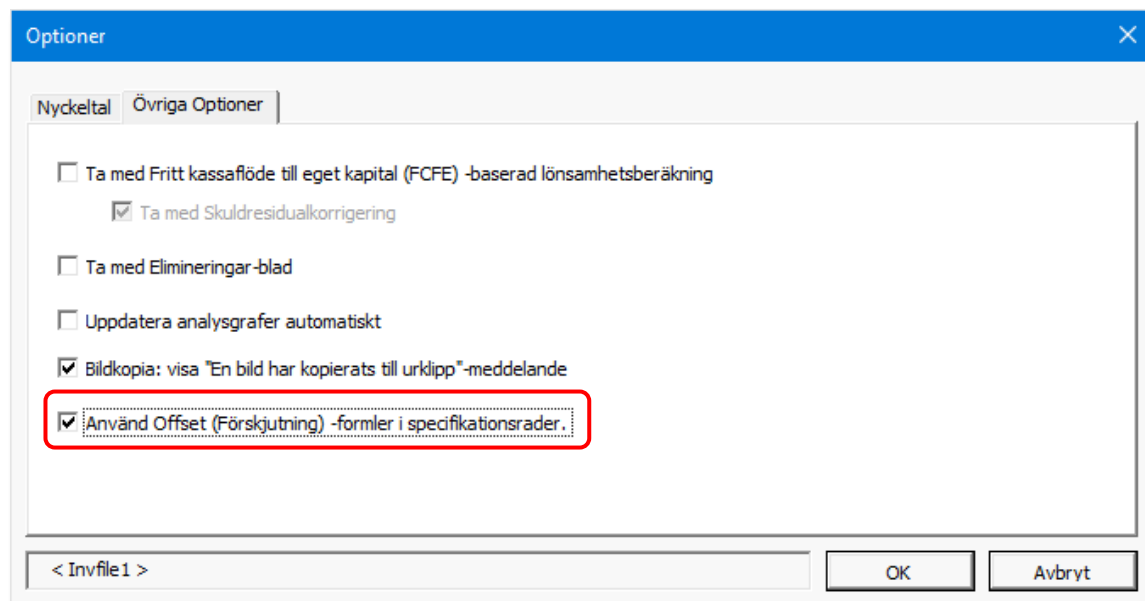 Optioner
Nyckeltal
Övriga Optioner
Ta med Fritt kassaflöde till eget kapital (FCFE) -baserad lönsamhetsberäkning
Ta med Skuldresidualkorrigering
Ta med Elimineringar-blad
Uppdatera analysgrafer automatiskt
Bildkopia: visa "En bild har kopierats till urklipp"-meddelande
Använd Offset (Förskjutning) -formler i specifikationsrader.
< Invfile1 >
OK
Avbryt